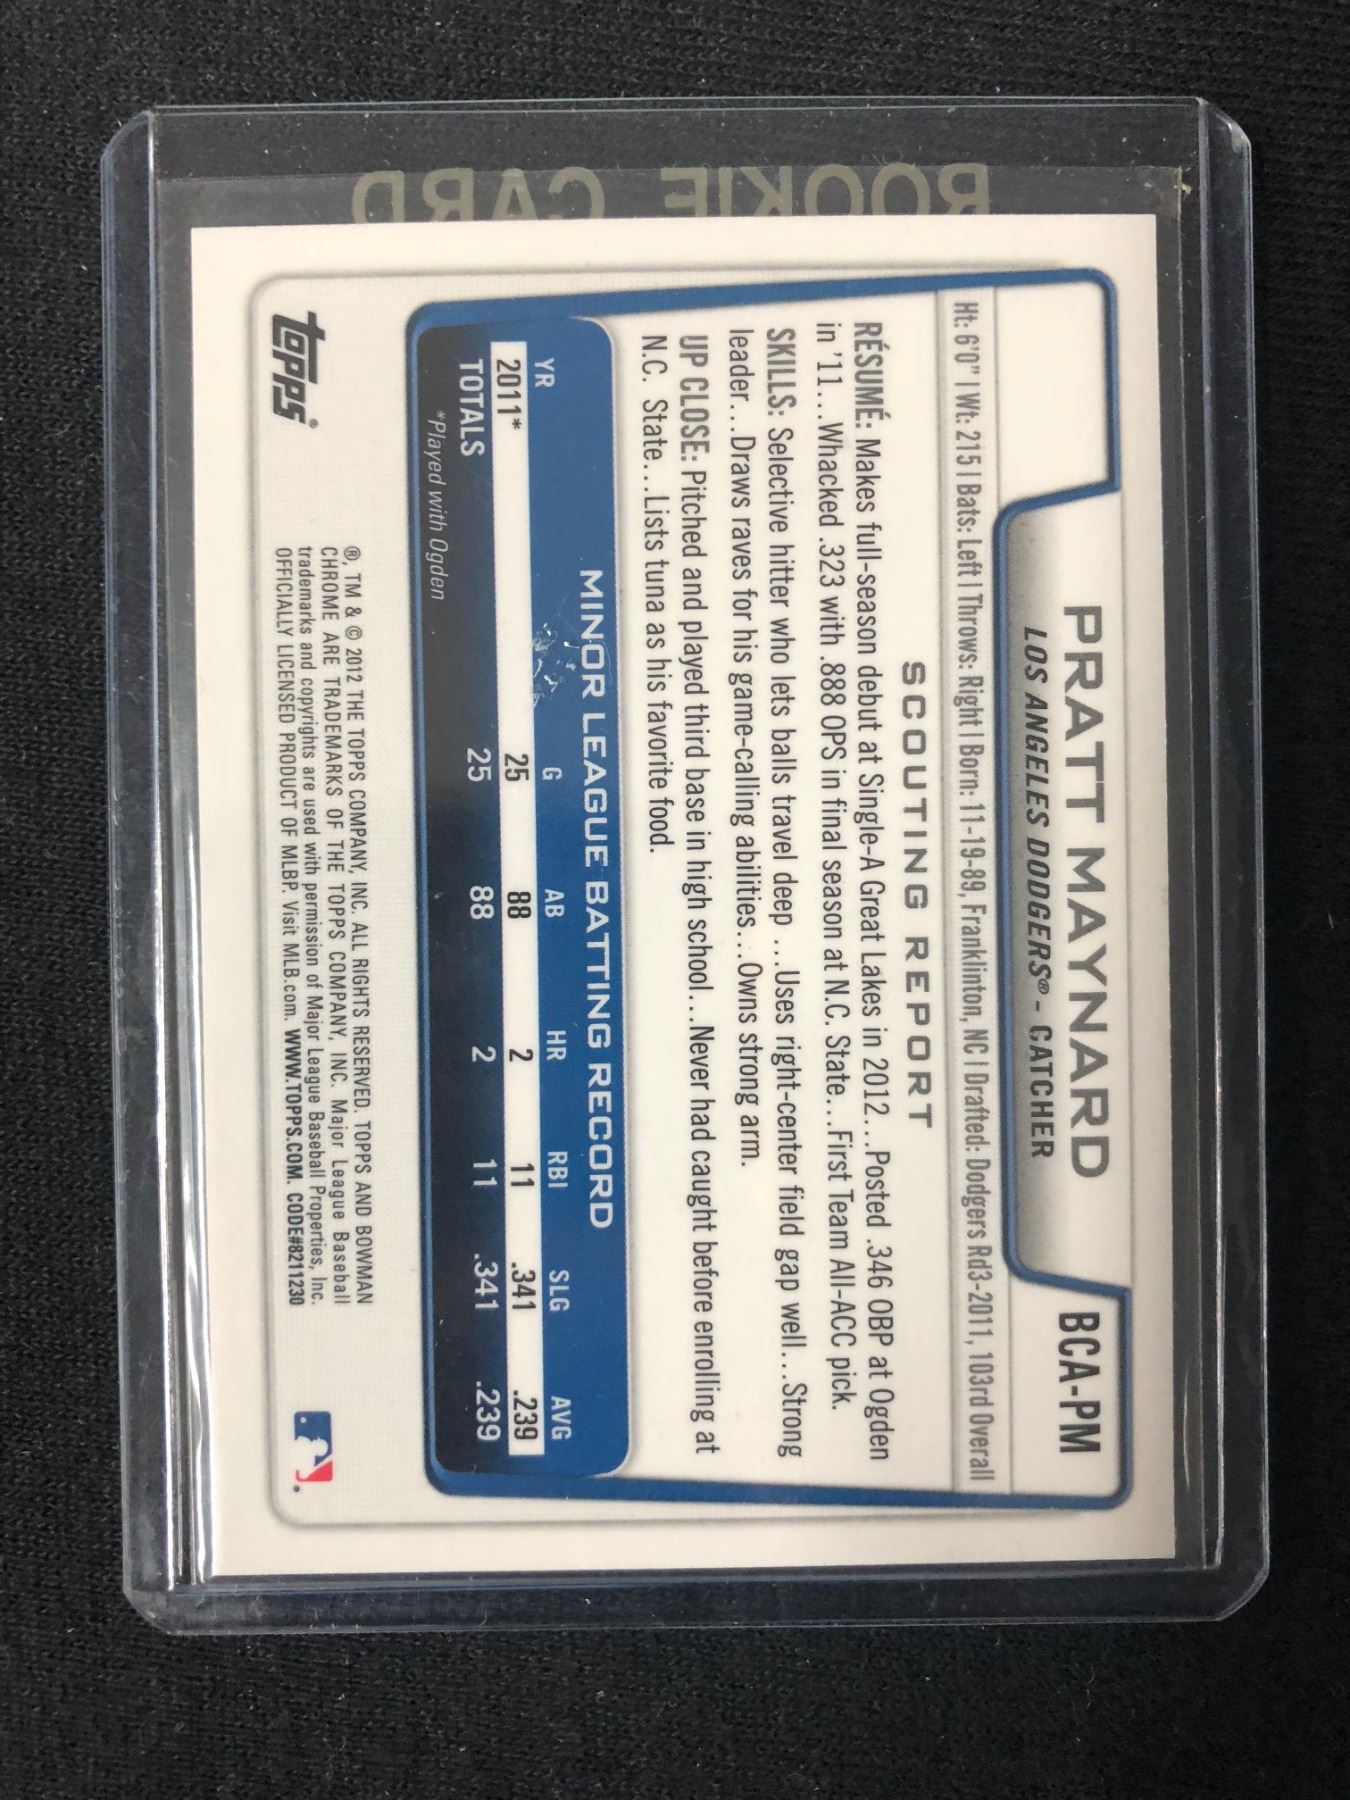 ROOKIE CARD
BCA-PM
PRATT MAYNARD
LOS ANGELES DODGERS® - CATCHER
Ht: 6'0" | Wt: 215 | Bats: Left | Throws: Right | Born: 11-19-89, Franklinton, NC | Drafted: Dodgers Rd3-2011, 103rd Overall
SCOUTING REPORT
RÉSUMÉ: Makes full-season debut at Single-A Great Lakes in 2012...Posted .346 OBP at Ogden
in '11...Whacked .323 with .888 OPS in final season at N.C. State...First Team All-ACC pick.
SKILLS: Selective hitter who lets balls travel deep ...Uses right-center field gap well...Strong
leader...Draws raves for his game-calling abilities...Owns strong arm.
UP CLOSE: Pitched and played third base in high school...Never had caught before enrolling at
N.C. State...Lists tuna as his favorite food.
MINOR LEAGUE BATTING RECORD
YR G AB HR RBI SLG AVG
2011* 25 88 2 11 .341 .239
TOTALS 25 88 2 11 .341 .239
*Played with Ogden
topps®
®, TM & © 2012 THE TOPPS COMPANY, INC. ALL RIGHTS RESERVED. TOPPS AND BOWMAN
CHROME ARE TRADEMARKS OF THE TOPPS COMPANY, INC. Major League Baseball
trademarks and copyrights are used with permission of Major League Baseball Properties, Inc.
OFFICIALLY LICENSED PRODUCT OF MLBP. Visit MLB.com. WWW.TOPPS.COM. CODE#8211230